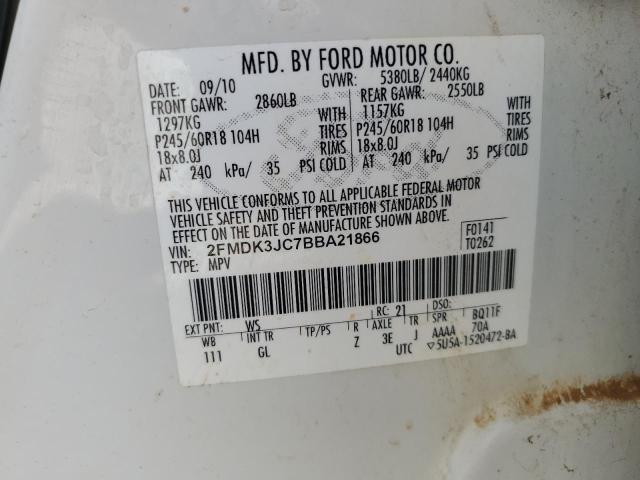 MFD. BY FORD MOTOR CO.
DATE: 09/10 GVWR: 5380LB/ 2440KG
FRONT GAWR: 2860LB REAR GAWR: 2550LB
1297KG WITH 1157KG WITH
P245/60R18 104H TIRES P245/60R18 104H TIRES
18x8.0J RIMS 18x8.0J RIMS
AT 240 kPa/ 35 PSI COLD AT 240 kPa/ 35 PSI COLD
THIS VEHICLE CONFORMS TO ALL APPLICABLE FEDERAL MOTOR
VEHICLE SAFETY AND THEFT PREVENTION STANDARDS IN
EFFECT ON THE DATE OF MANUFACTURE SHOWN ABOVE.
VIN: 2FMDK3JC7BBA21866 F0141
TYPE: MPV T0262
EXT PNT: WS RC: 21 DSO:
WB INT TR TP/PS R AXLE TR SPR BQ11F
111 GL Z 3E J AAAA 70A
UTC ▽5U5A-1520472-BA